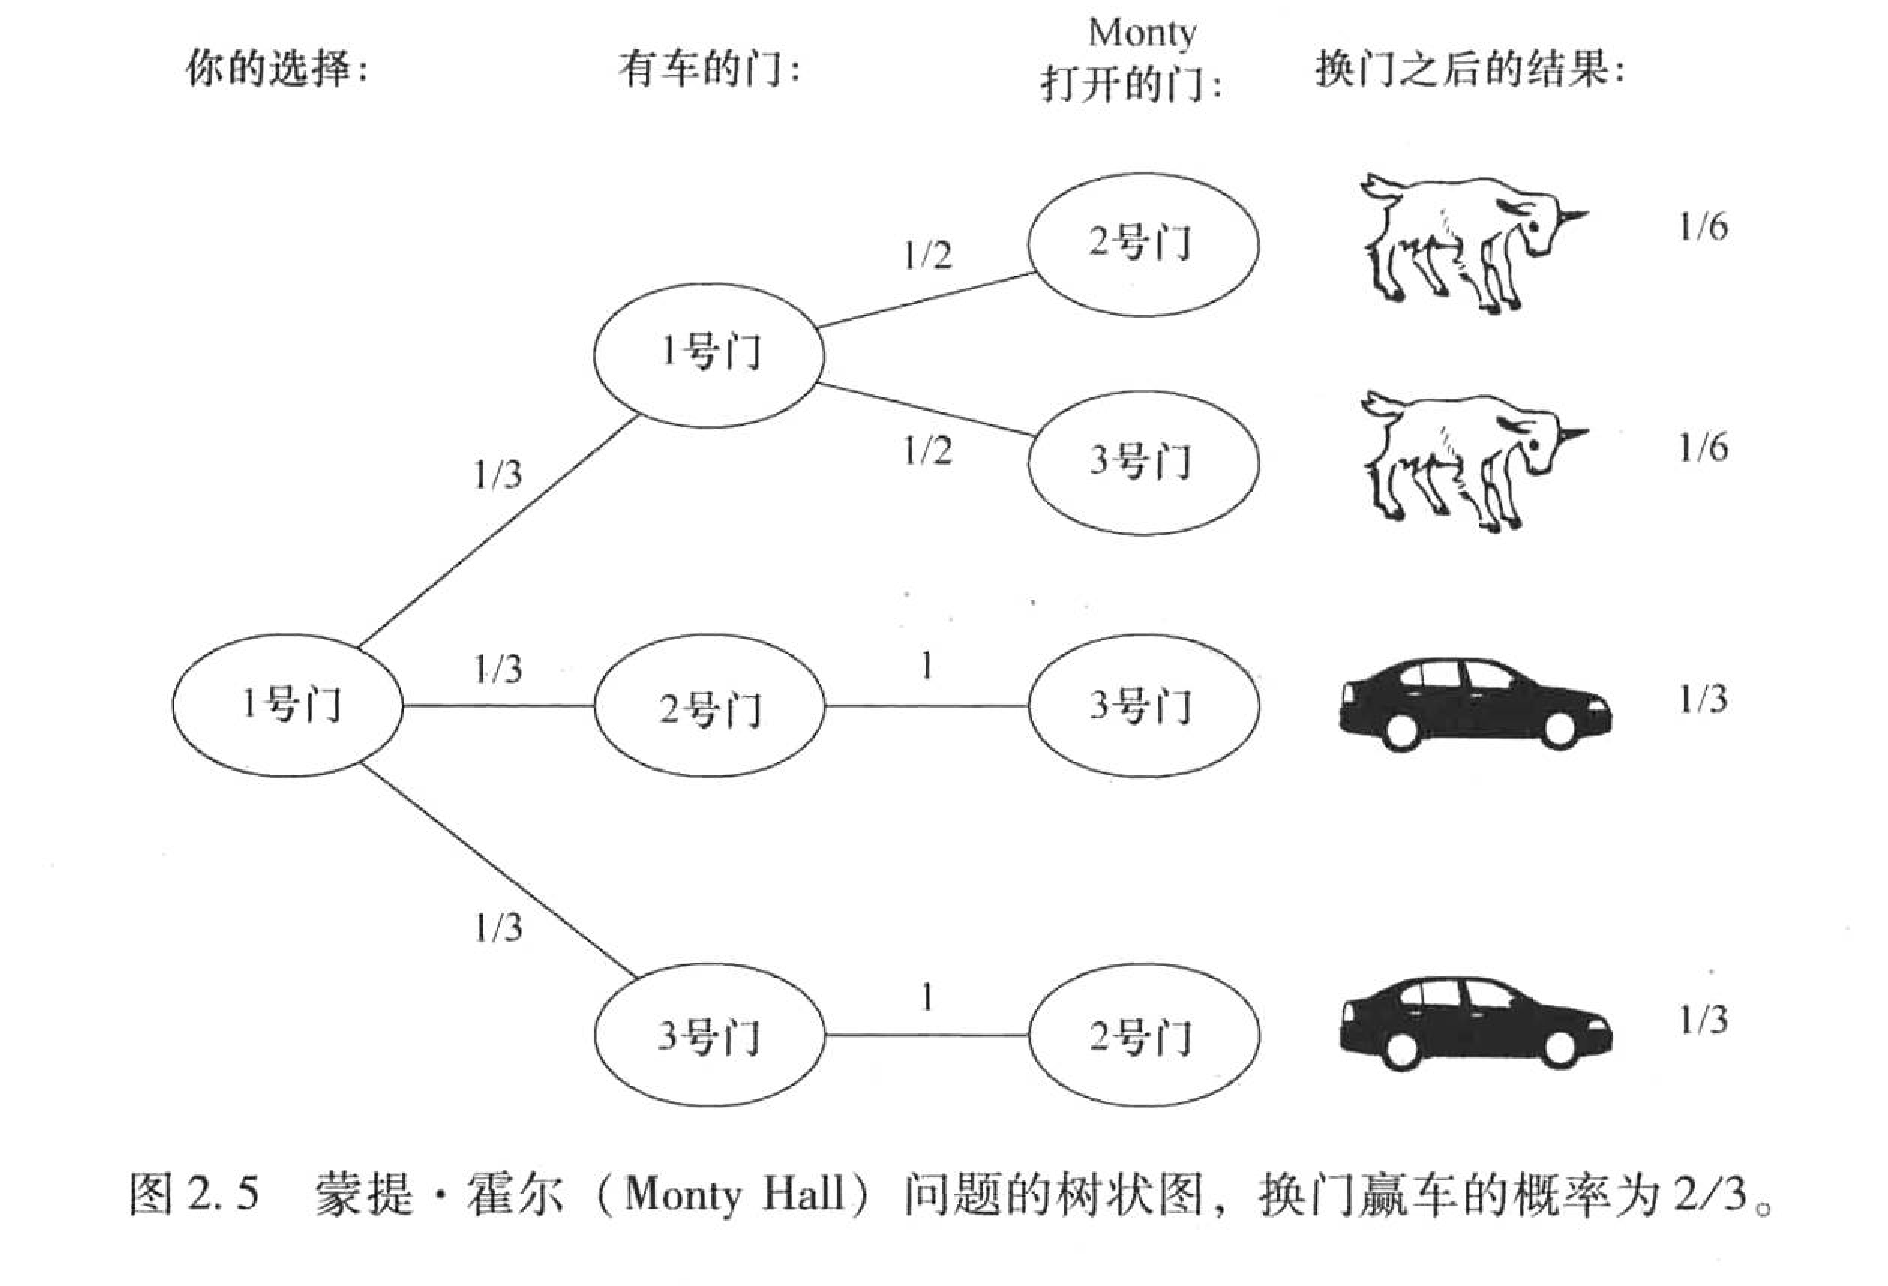 你的选择:
有车的门:
Monty
打开的门:
换门之后的结果:
2号门
1/6
1/2
1号门
1/2
3号门
1/6
1/3
1号门
1/3
2号门
1
3号门
1/3
1/3
3号门
1
2号门
1/3
图2.5 蒙提·霍尔（Monty Hall）问题的树状图，换门赢车的概率为2/3。